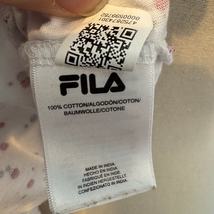 FILA
100% COTTON/ALGODÓN/COTON/
BAUMWOLLE/COTONE
MADE IN INDIA.
HECHO EN INDIA.
FABRIQUÉ EN INDE.
IN INDIEN HERGESTELLT.
CONFEZIONATO IN INDIA.